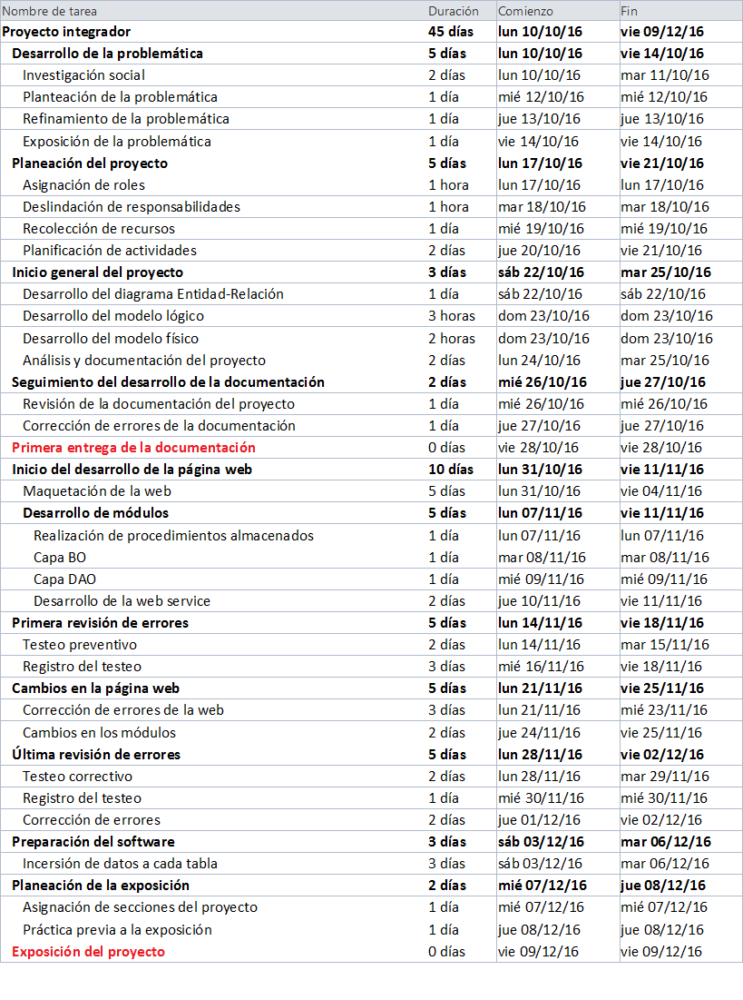 Nombre de tarea Duración Comienzo Fin
Proyecto integrador 45 días lun 10/10/16 vie 09/12/16
Desarrollo de la problemática 5 días lun 10/10/16 vie 14/10/16
Investigación social 2 días lun 10/10/16 mar 11/10/16
Planteación de la problemática 1 día mié 12/10/16 mié 12/10/16
Refinamiento de la problemática 1 día jue 13/10/16 jue 13/10/16
Exposición de la problemática 1 día vie 14/10/16 vie 14/10/16
Planeación del proyecto 5 días lun 17/10/16 vie 21/10/16
Asignación de roles 1 hora lun 17/10/16 lun 17/10/16
Deslindación de responsabilidades 1 hora mar 18/10/16 mar 18/10/16
Recolección de recursos 1 día mié 19/10/16 mié 19/10/16
Planificación de actividades 2 días jue 20/10/16 vie 21/10/16
Inicio general del proyecto 3 días sáb 22/10/16 mar 25/10/16
Desarrollo del diagrama Entidad-Relación 1 día sáb 22/10/16 sáb 22/10/16
Desarrollo del modelo lógico 3 horas dom 23/10/16 dom 23/10/16
Desarrollo del modelo físico 2 horas dom 23/10/16 dom 23/10/16
Análisis y documentación del proyecto 2 días lun 24/10/16 mar 25/10/16
Seguimiento del desarrollo de la documentación 2 días mié 26/10/16 jue 27/10/16
Revisión de la documentación del proyecto 1 día mié 26/10/16 mié 26/10/16
Corrección de errores de la documentación 1 día jue 27/10/16 jue 27/10/16
Primera entrega de la documentación 0 días vie 28/10/16 vie 28/10/16
Inicio del desarrollo de la página web 10 días lun 31/10/16 vie 11/11/16
Maquetación de la web 5 días lun 31/10/16 vie 04/11/16
Desarrollo de módulos 5 días lun 07/11/16 vie 11/11/16
Realización de procedimientos almacenados 1 día lun 07/11/16 lun 07/11/16
Capa BO 1 día mar 08/11/16 mar 08/11/16
Capa DAO 1 día mié 09/11/16 mié 09/11/16
Desarrollo de la web service 2 días jue 10/11/16 vie 11/11/16
Primera revisión de errores 5 días lun 14/11/16 vie 18/11/16
Testeo preventivo 2 días lun 14/11/16 mar 15/11/16
Registro del testeo 3 días mié 16/11/16 vie 18/11/16
Cambios en la página web 5 días lun 21/11/16 vie 25/11/16
Corrección de errores de la web 3 días lun 21/11/16 mié 23/11/16
Cambios en los módulos 2 días jue 24/11/16 vie 25/11/16
Última revisión de errores 5 días lun 28/11/16 vie 02/12/16
Testeo correctivo 2 días lun 28/11/16 mar 29/11/16
Registro del testeo 1 día mié 30/11/16 mié 30/11/16
Corrección de errores 2 días jue 01/12/16 vie 02/12/16
Preparación del software 3 días sáb 03/12/16 mar 06/12/16
Incersión de datos a cada tabla 3 días sáb 03/12/16 mar 06/12/16
Planeación de la exposición 2 días mié 07/12/16 jue 08/12/16
Asignación de secciones del proyecto 1 día mié 07/12/16 mié 07/12/16
Práctica previa a la exposición 1 día jue 08/12/16 jue 08/12/16
Exposición del proyecto 0 días vie 09/12/16 vie 09/12/16